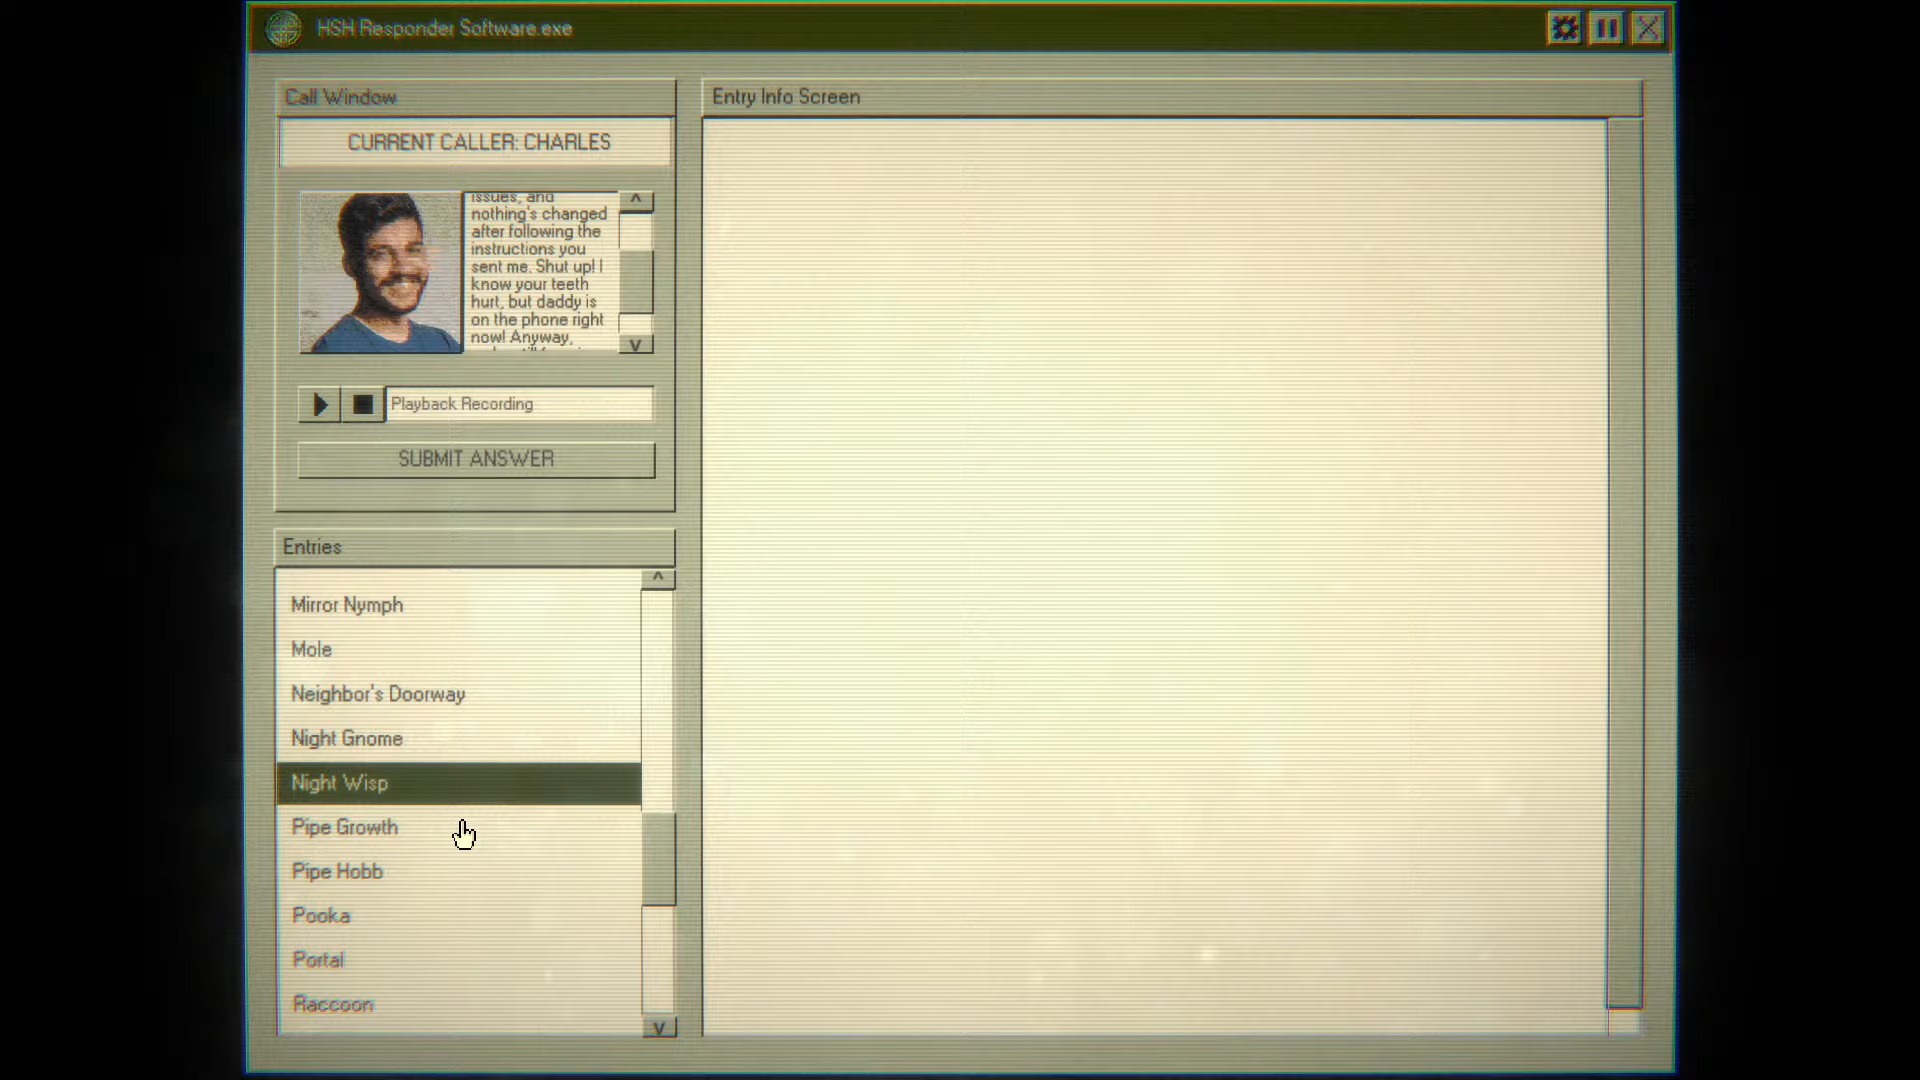 HSH Responder Software.exe
Call Window
CURRENT CALLER: CHARLES
issues, and
nothing's changed
after following the
instructions you
sent me. Shut up! I
know your teeth
hurt, but daddy is
on the phone right
now! Anyway,
Playback Recording
SUBMIT ANSWER
Entries
Mirror Nymph
Mole
Neighbor's Doorway
Night Gnome
Night Wisp
Pipe Growth
Pipe Hobb
Pooka
Portal
Raccoon
Entry Info Screen